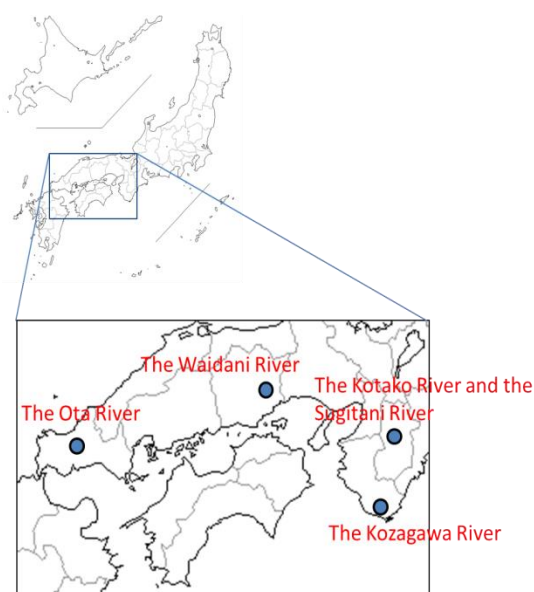 The Waidani River
The Kotako River and the
Sugitani River
The Ota River
The Kozagawa River